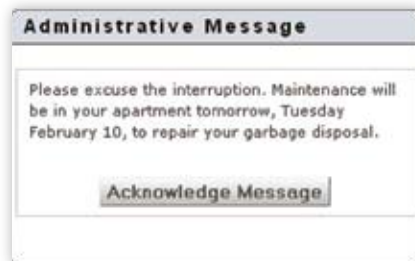 Administrative Message
Please excuse the interruption. Maintenance will
be in your apartment tomorrow, Tuesday
February 10, to repair your garbage disposal.
Acknowledge Message